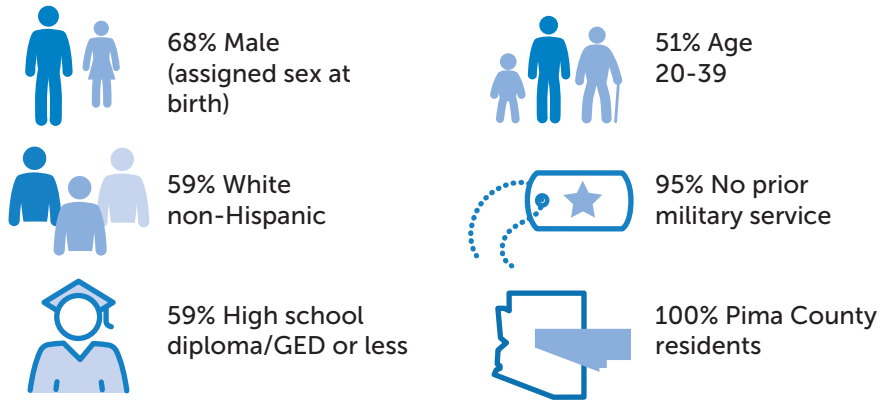 68% Male
(assigned sex at
birth)
51% Age
20-39
59% White
non-Hispanic
95% No prior
military service
59% High school
diploma/GED or less
100% Pima County
residents